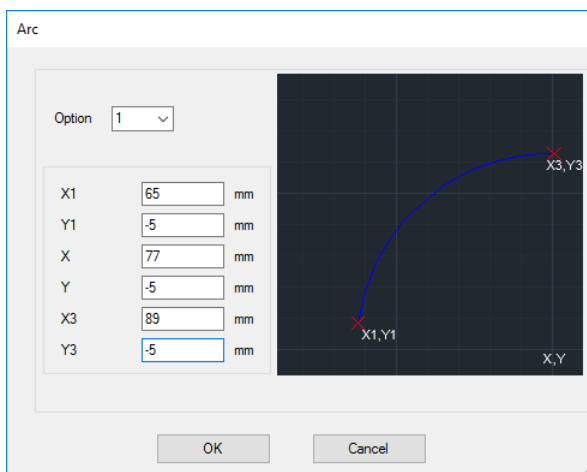 Arc
Option 1
X1 65 mm
Y1 -5 mm
X 77 mm
Y -5 mm
X3 89 mm
Y3 -5 mm
X3,Y3
X1,Y1
X,Y
OK Cancel